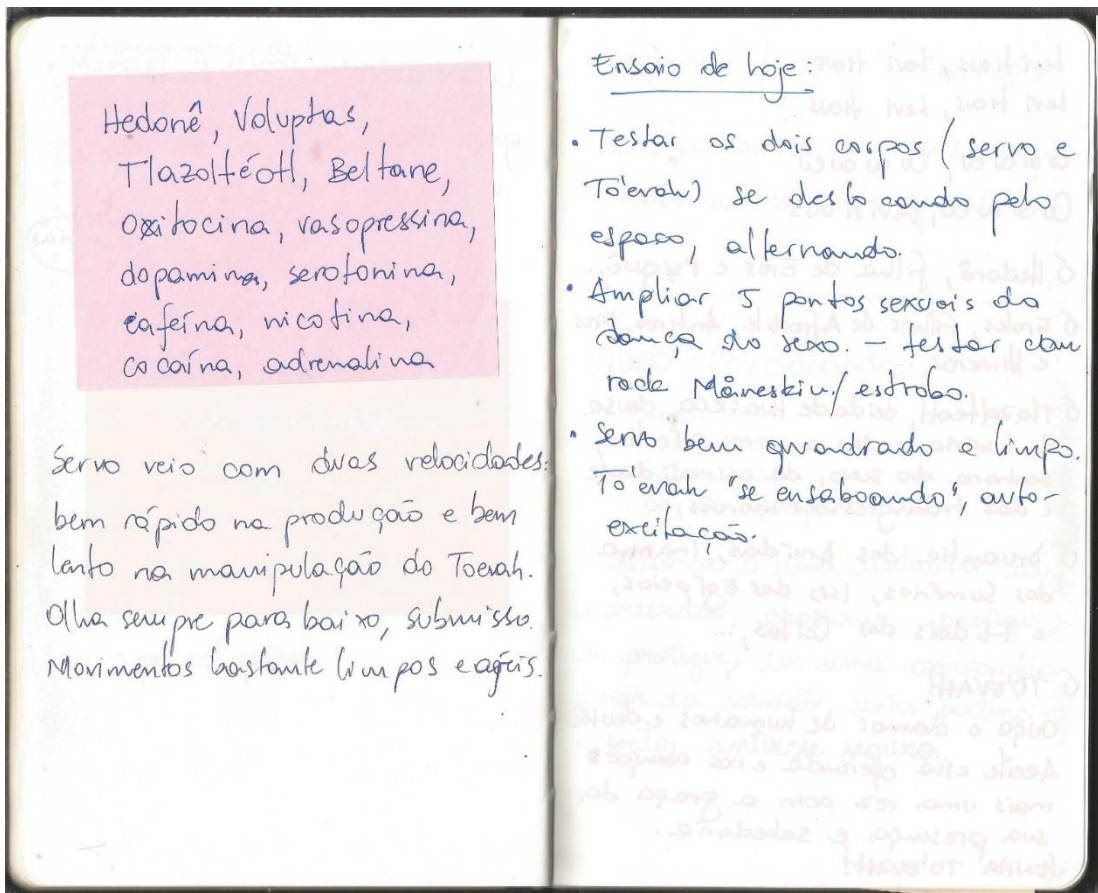 Hedonê, Voluptas,
Tlazoltéotl, Beltane,
Oxitocina, vasopressina,
dopamina, serotonina,
cafeína, nicotina,
cocaína, adrenalina
Servo veio com duas velocidades:
bem rápido na produção e bem
lento na manipulação do Toevah.
Olha sempre para baixo, submisso.
Movimentos bastante limpos e ágeis.
Ensaio de hoje:
• Testar os dois corpos (servo e
To'evah) se deslocando pelo
espaço, alternando.
• Ampliar 5 pontos sexuais da
dança do sexo. - testar com
rock Måneskin/estrobo.
• Servo bem quadrado e limpo.
To'evah "se ensaboando", auto-
excitação.